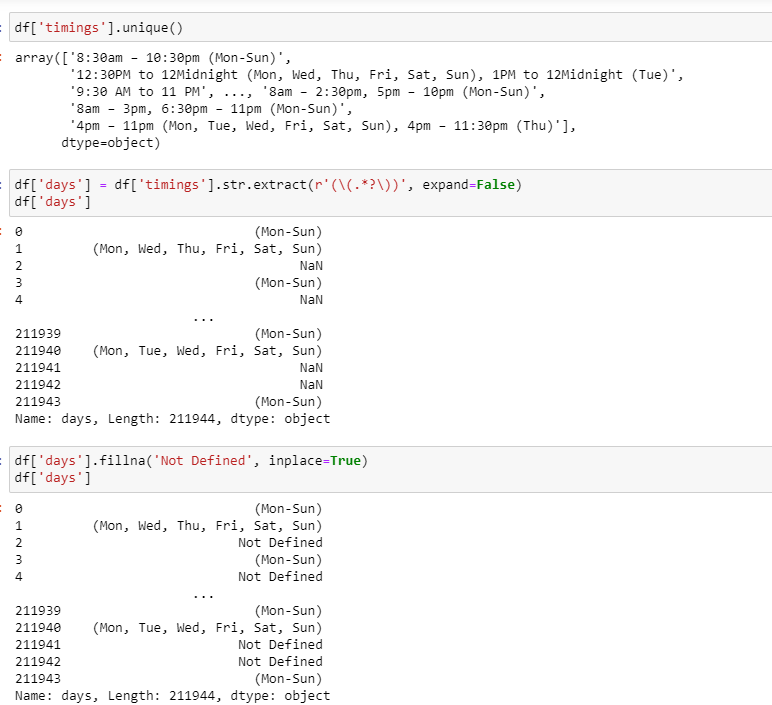 df['timings'].unique()
array(['8:30am – 10:30pm (Mon-Sun)',
'12:30PM to 12Midnight (Mon, Wed, Thu, Fri, Sat, Sun), 1PM to 12Midnight (Tue)',
'9:30 AM to 11 PM', ..., '8am – 2:30pm, 5pm – 10pm (Mon-Sun)',
'8am – 3pm, 6:30pm – 11pm (Mon-Sun)',
'4pm – 11pm (Mon, Tue, Wed, Fri, Sat, Sun), 4pm – 11:30pm (Thu)'],
dtype=object)
df['days'] = df['timings'].str.extract(r'(\(.*?\))', expand=False)
df['days']
0 (Mon-Sun)
1 (Mon, Wed, Thu, Fri, Sat, Sun)
2 NaN
3 (Mon-Sun)
4 NaN
...
211939 (Mon-Sun)
211940 (Mon, Tue, Wed, Fri, Sat, Sun)
211941 NaN
211942 NaN
211943 (Mon-Sun)
Name: days, Length: 211944, dtype: object
df['days'].fillna('Not Defined', inplace=True)
df['days']
0 (Mon-Sun)
1 (Mon, Wed, Thu, Fri, Sat, Sun)
2 Not Defined
3 (Mon-Sun)
4 Not Defined
...
211939 (Mon-Sun)
211940 (Mon, Tue, Wed, Fri, Sat, Sun)
211941 Not Defined
211942 Not Defined
211943 (Mon-Sun)
Name: days, Length: 211944, dtype: object